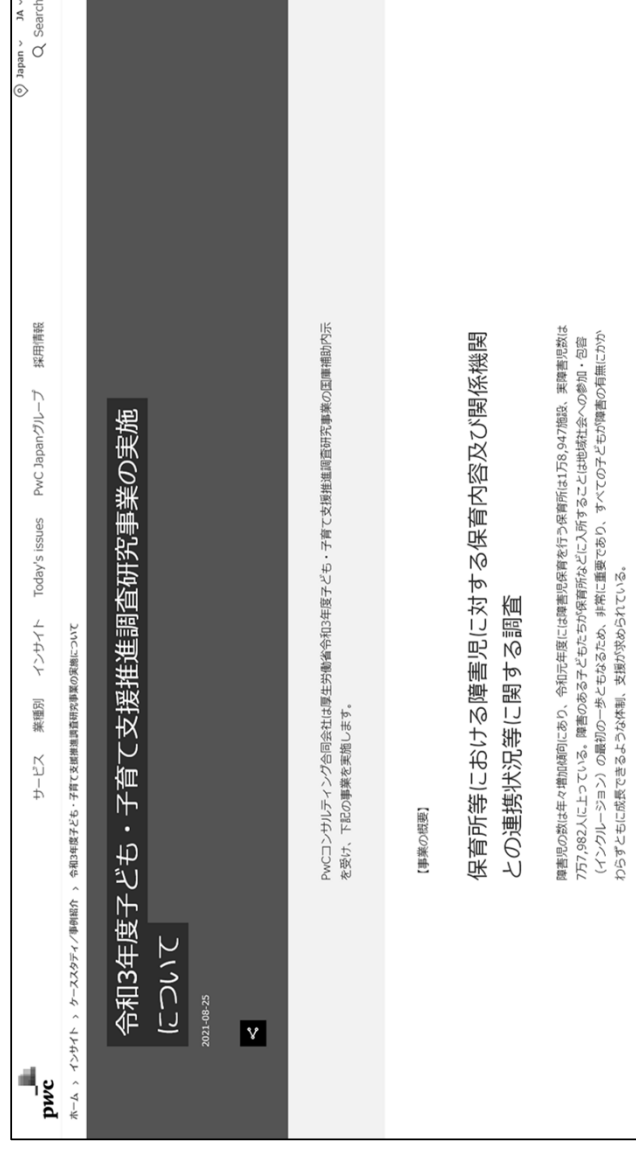 pwc
Japan
JA
サービス
業種別
インサイト
Today's issues
PwC Japanグループ
採用情報
Search
ホーム > インサイト > ケーススタディ／事例紹介 > 令和3年度子ども・子育て支援推進調査研究事業の実施について
令和3年度子ども・子育て支援推進調査研究事業の実施
について
2021-08-25
PwCコンサルティング合同会社は厚生労働省令和3年度子ども・子育て支援推進調査研究事業の国庫補助内示
を受け、下記の事業を実施します。
【事業の概要】
保育所等における障害児に対する保育内容及び関係機関
との連携状況等に関する調査
障害児の数は年々増加傾向にあり、令和元年度には障害児保育を行う保育所は1万8,947施設、実障害児数は
7万7,982人に上っている。障害のある子どもたちが保育所などに入所することは地域社会への参加・包容
（インクルージョン）の最初の一歩ともなるため、非常に重要であり、すべての子どもが障害の有無にかか
わらずともに成長できるような体制、支援が求められている。